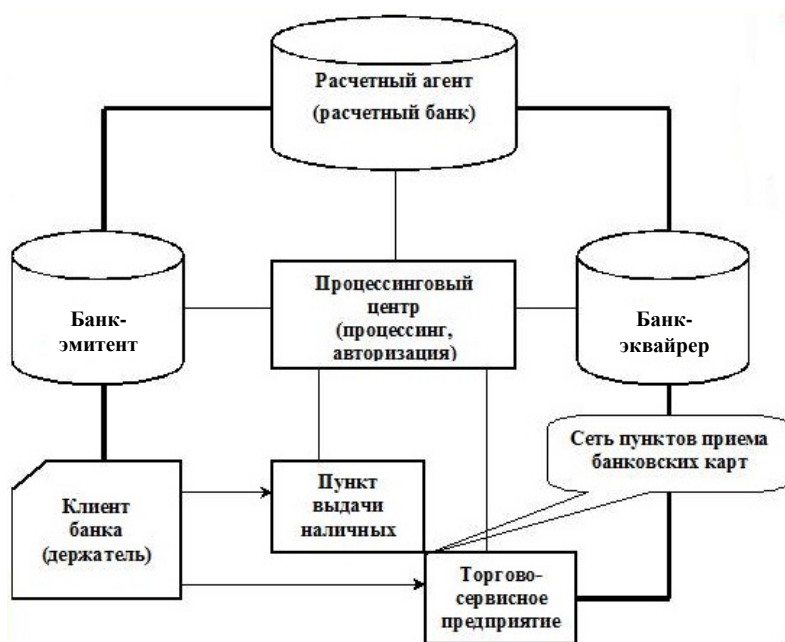 Расчетный агент
(расчетный банк)
Банк-
эмитент
Процессинговый
центр
(процессинг,
авторизация)
Банк-
эквайрер
Сеть пунктов приема
банковских карт
Клиент
банка
(держатель)
Пункт
выдачи
наличных
Торгово-
сервисное
предприятие